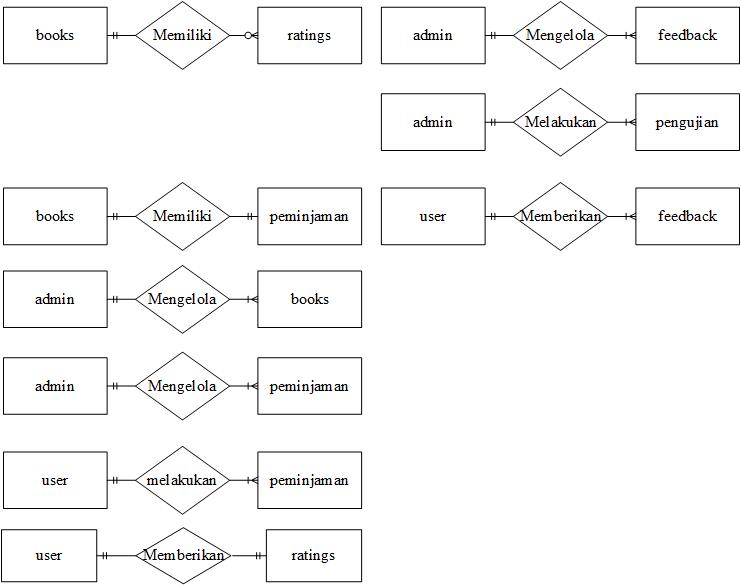 books Memiliki ratings
admin Mengelola feedback
admin Melakukan pengujian
books Memiliki peminjaman
user Memberikan feedback
admin Mengelola books
admin Mengelola peminjaman
user melakukan peminjaman
user Memberikan ratings